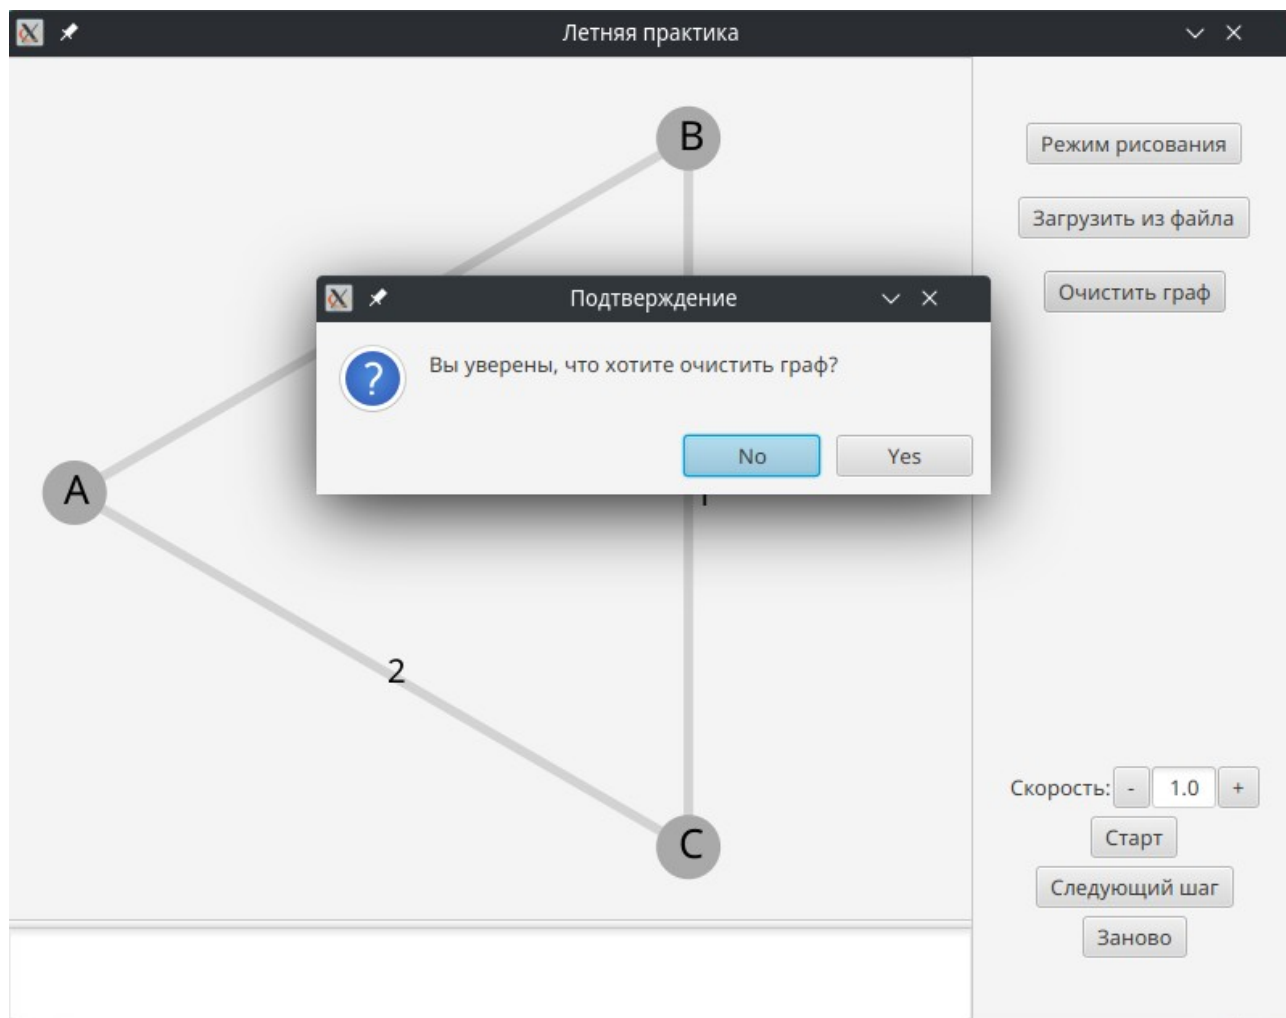 Летняя практика
B
Режим рисования
Загрузить из файла
Очистить граф
Подтверждение
?
Вы уверены, что хотите очистить граф?
No Yes
A
2
C
Скорость: - 1.0 +
Старт
Следующий шаг
Заново